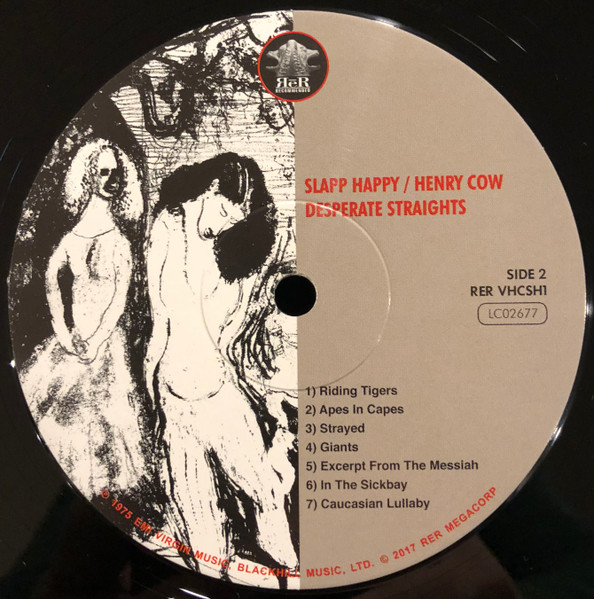 RēR
RECOMMENDED
SLAPP HAPPY / HENRY COW
DESPERATE STRAIGHTS
SIDE 2
RER VHCSH1
LC02677
1) Riding Tigers
2) Apes In Capes
3) Strayed
4) Giants
5) Excerpt From The Messiah
6) In The Sickbay
7) Caucasian Lullaby
© 1975 EMI VIRGIN MUSIC, BLACKHILL MUSIC, LTD. © 2017 RER MEGACORP